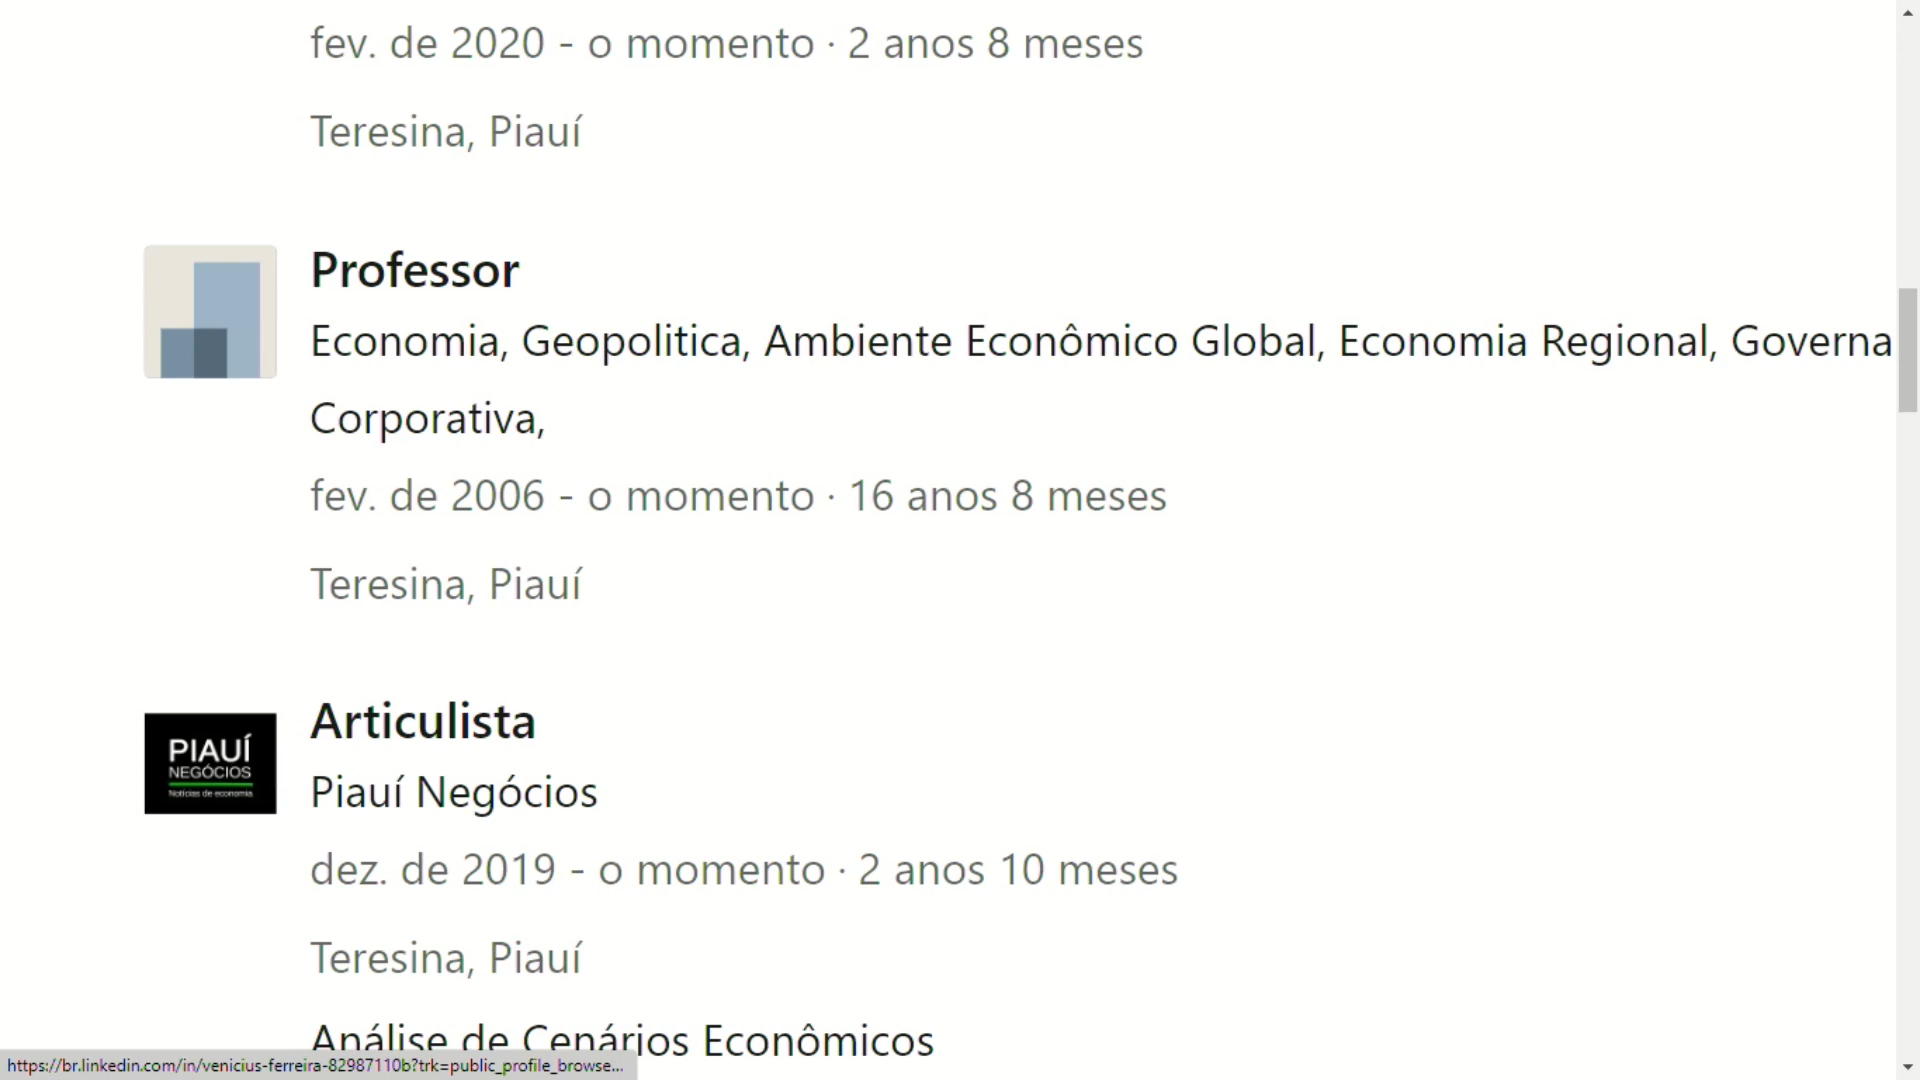 fev. de 2020 - o momento · 2 anos 8 meses
Teresina, Piauí
Professor
Economia, Geopolitica, Ambiente Econômico Global, Economia Regional, Governa
Corporativa,
fev. de 2006 - o momento · 16 anos 8 meses
Teresina, Piauí
PIAUÍ
NEGÓCIOS
Notícias de economia
Articulista
Piauí Negócios
dez. de 2019 - o momento · 2 anos 10 meses
Teresina, Piauí
Análise de Cenários Econômicos
https://br.linkedin.com/in/venicius-ferreira-82987110b?trk=public_profile_browse...